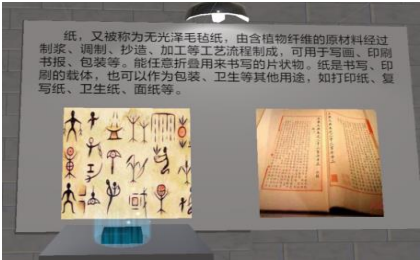 纸，又被称为无光泽毛毡纸，由含植物纤维的原材料经过
制浆、调制、抄造、加工等工艺流程制成，可用于写画、印刷
书报、包装等。能任意折叠用来书写的片状物。纸是书写、印
刷的载体，也可以作为包装、卫生等其他用途，如打印纸、复
写纸、卫生纸、面纸等。